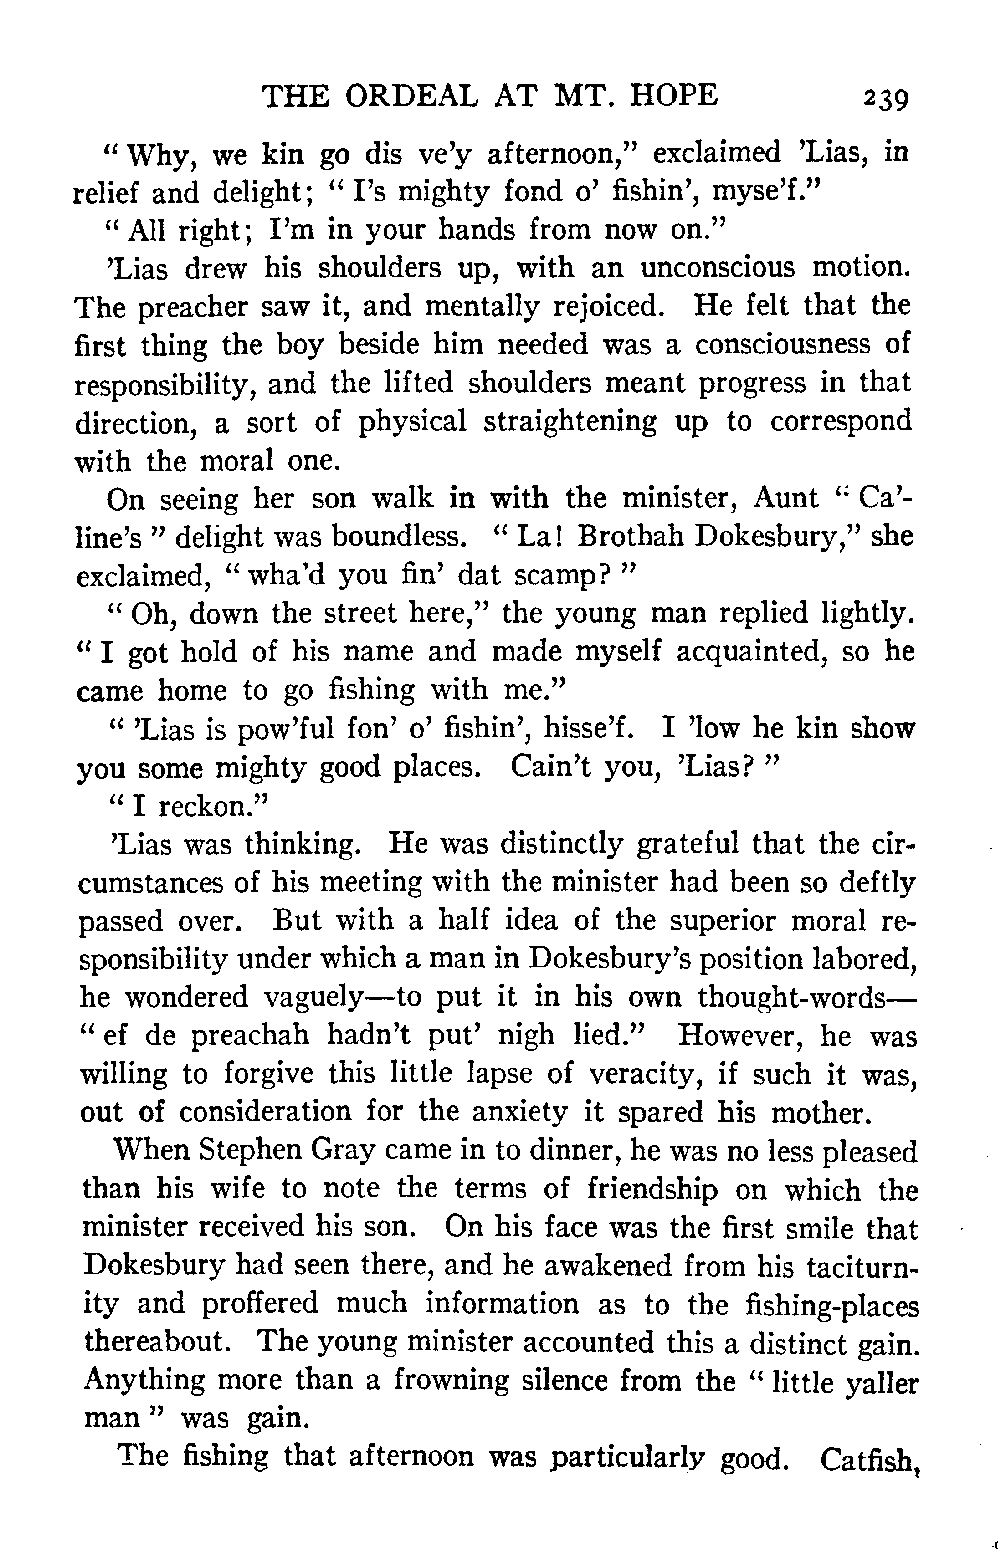 THE ORDEAL AT MT. HOPE 239
" Why, we kin go dis ve'y afternoon," exclaimed 'Lias, in
relief and delight; " I's mighty fond o' fishin', myse'f."
" All right; I'm in your hands from now on."
'Lias drew his shoulders up, with an unconscious motion.
The preacher saw it, and mentally rejoiced. He felt that the
first thing the boy beside him needed was a consciousness of
responsibility, and the lifted shoulders meant progress in that
direction, a sort of physical straightening up to correspond
with the moral one.
On seeing her son walk in with the minister, Aunt " Ca'-
line's " delight was boundless. " La! Brothah Dokesbury," she
exclaimed, " wha'd you fin' dat scamp? "
" Oh, down the street here," the young man replied lightly.
" I got hold of his name and made myself acquainted, so he
came home to go fishing with me."
" 'Lias is pow'ful fon' o' fishin', hisse'f. I 'low he kin show
you some mighty good places. Cain't you, 'Lias? "
" I reckon."
'Lias was thinking. He was distinctly grateful that the cir-
cumstances of his meeting with the minister had been so deftly
passed over. But with a half idea of the superior moral re-
sponsibility under which a man in Dokesbury's position labored,
he wondered vaguely—to put it in his own thought-words—
" ef de preachah hadn't put' nigh lied." However, he was
willing to forgive this little lapse of veracity, if such it was,
out of consideration for the anxiety it spared his mother.
When Stephen Gray came in to dinner, he was no less pleased
than his wife to note the terms of friendship on which the
minister received his son. On his face was the first smile that
Dokesbury had seen there, and he awakened from his taciturn-
ity and proffered much information as to the fishing-places
thereabout. The young minister accounted this a distinct gain.
Anything more than a frowning silence from the " little yaller
man " was gain.
The fishing that afternoon was particularly good. Catfish,